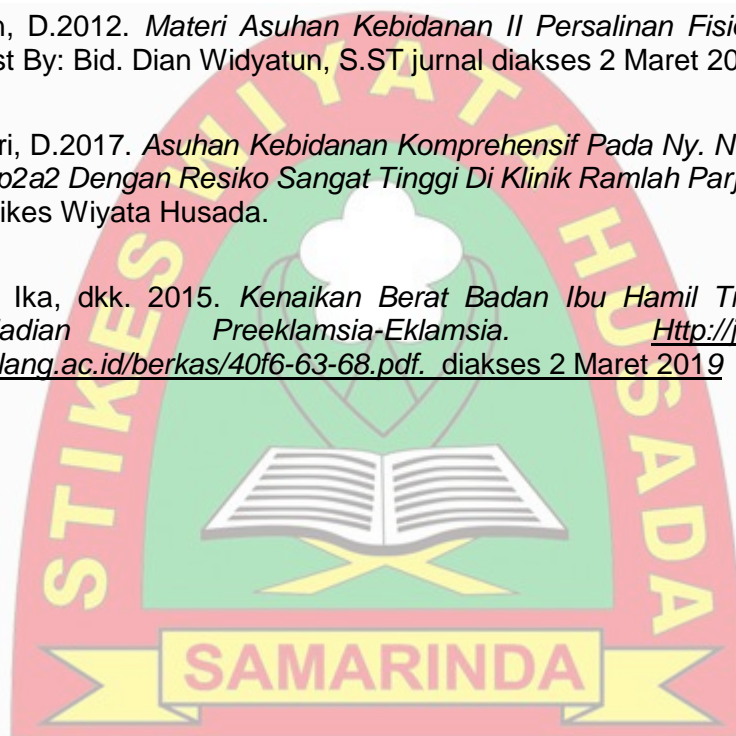 n, D.2012. Materi Asuhan Kebidanan II Persalinan Fisio
st By: Bid. Dian Widyatun, S.ST jurnal diakses 2 Maret 20
ri, D.2017. Asuhan Kebidanan Komprehensif Pada Ny. N
p2a2 Dengan Resiko Sangat Tinggi Di Klinik Ramlah Parj
ikes Wiyata Husada.
Ika, dkk. 2015. Kenaikan Berat Badan Ibu Hamil Tr
adian Preeklamsia-Eklamsia. Http://j
lang.ac.id/berkas/40f6-63-68.pdf. diakses 2 Maret 2019
STIKES WIYATA HUSADA
SAMARINDA